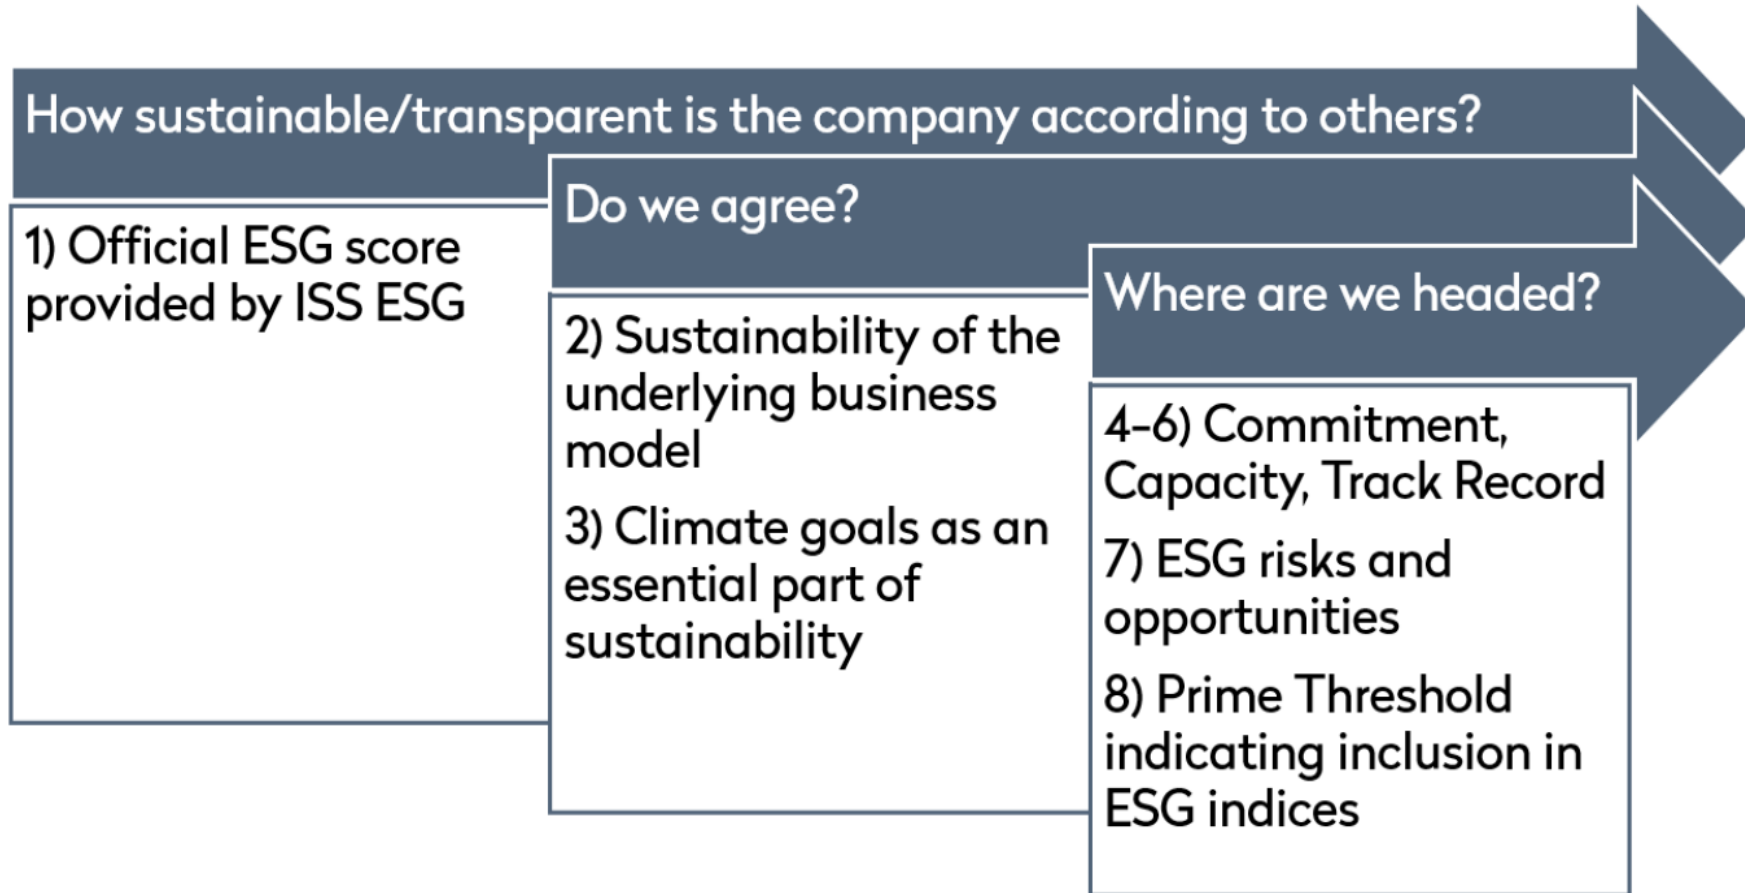 How sustainable/transparent is the company according to others?
1) Official ESG score
provided by ISS ESG
Do we agree?
2) Sustainability of the
underlying business
model
3) Climate goals as an
essential part of
sustainability
Where are we headed?
4-6) Commitment,
Capacity, Track Record
7) ESG risks and
opportunities
8) Prime Threshold
indicating inclusion in
ESG indices